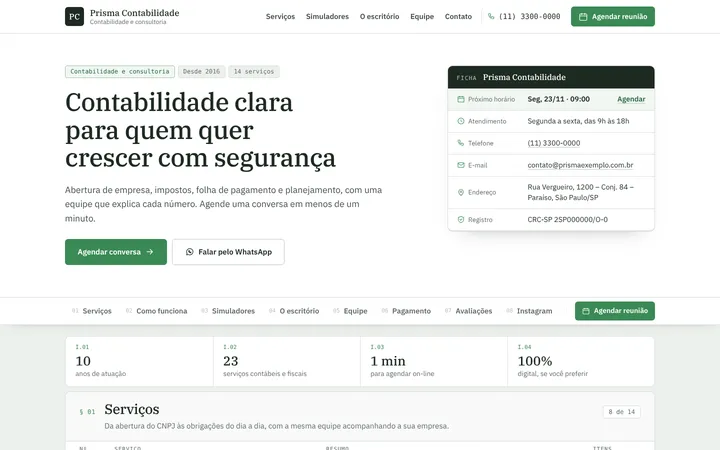 PC
Prisma Contabilidade
Contabilidade e consultoria
Serviços
Simuladores
O escritório
Equipe
Contato
(11) 3300-0000
Agendar reunião
Contabilidade e consultoria
Desde 2016
14 serviços
Contabilidade clara
para quem quer
crescer com segurança
Abertura de empresa, impostos, folha de pagamento e planejamento, com uma
equipe que explica cada número. Agende uma conversa em menos de um
minuto.
Agendar conversa →
Falar pelo WhatsApp
FICHA Prisma Contabilidade
Próximo horário Seg, 23/11 · 09:00 Agendar
Atendimento Segunda a sexta, das 9h às 18h
Telefone (11) 3300-0000
E-mail contato@prismaexemplo.com.br
Endereço Rua Vergueiro, 1200 – Conj. 84 –
Paraíso, São Paulo/SP
Registro CRC-SP 2SP000000/O-0
01 Serviços
02 Como funciona
03 Simuladores
04 O escritório
05 Equipe
06 Pagamento
07 Avaliações
08 Instagram
Agendar reunião
I.01
10
anos de atuação
I.02
23
serviços contábeis e fiscais
I.03
1 min
para agendar on-line
I.04
100%
digital, se você preferir
§ 01 Serviços
8 de 14
Da abertura do CNPJ às obrigações do dia a dia, com a mesma equipe acompanhando a sua empresa.
Nº SERVIÇO RESUMO ITENS